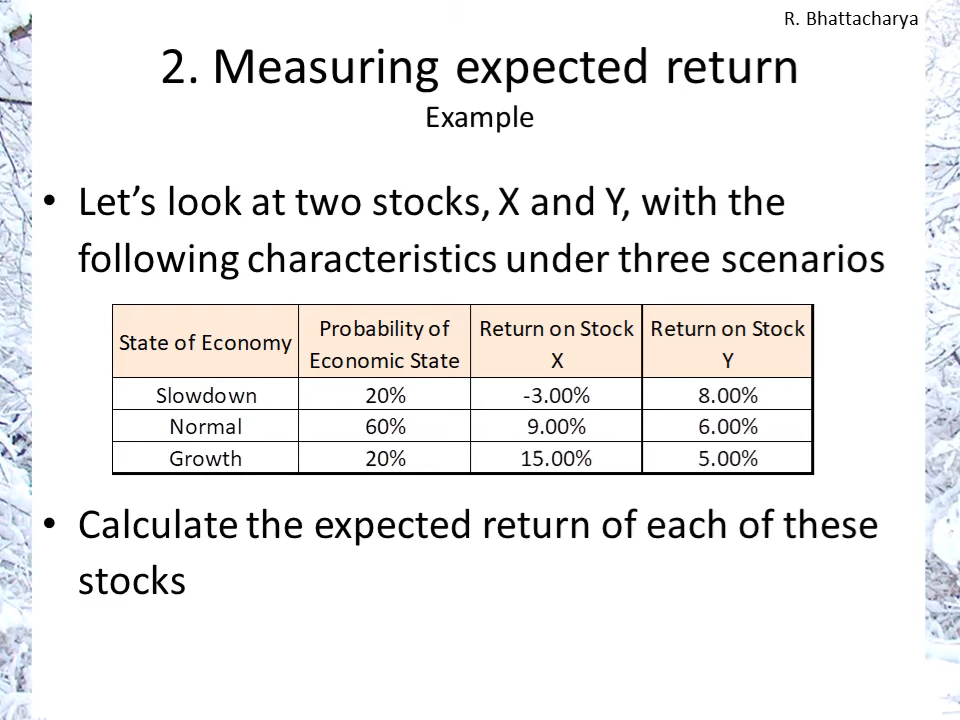 R. Bhattacharya
2. Measuring expected return
Example
• Let’s look at two stocks, X and Y, with the
following characteristics under three scenarios
State of Economy Probability of Economic State Return on Stock X Return on Stock Y
Slowdown 20% -3.00% 8.00%
Normal 60% 9.00% 6.00%
Growth 20% 15.00% 5.00%
• Calculate the expected return of each of these
stocks